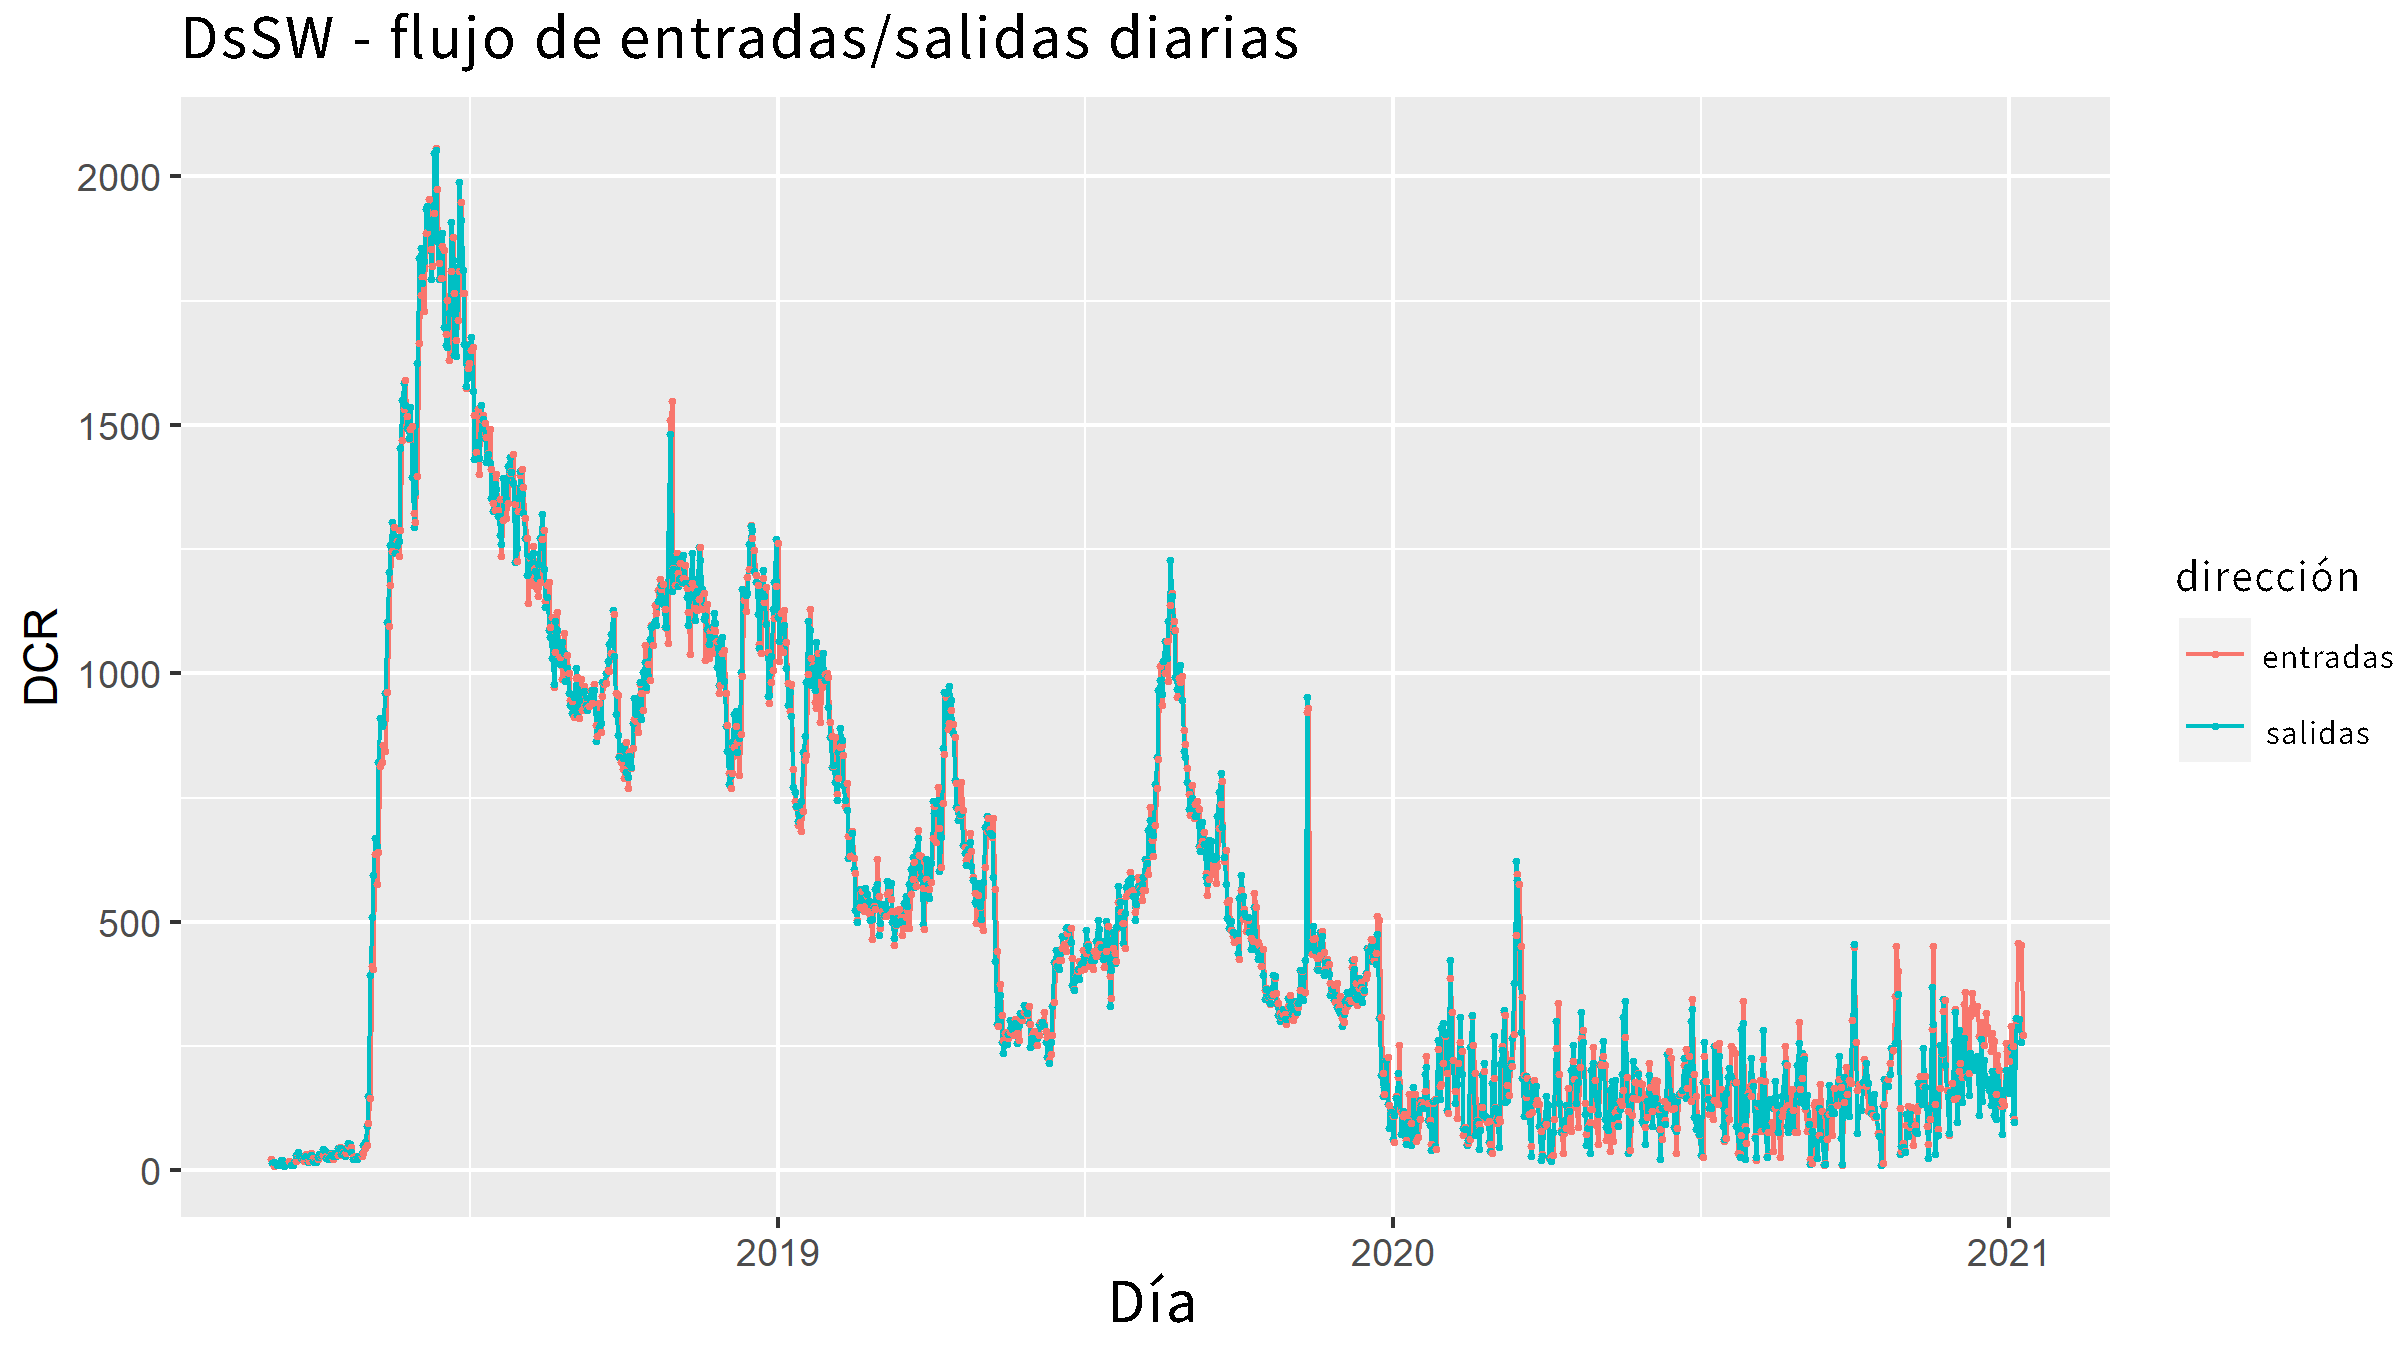 DsSW - flujo de entradas/salidas diarias
2000
1500
1000
500
0
DCR
2019
2020
2021
Día
dirección
entradas
salidas